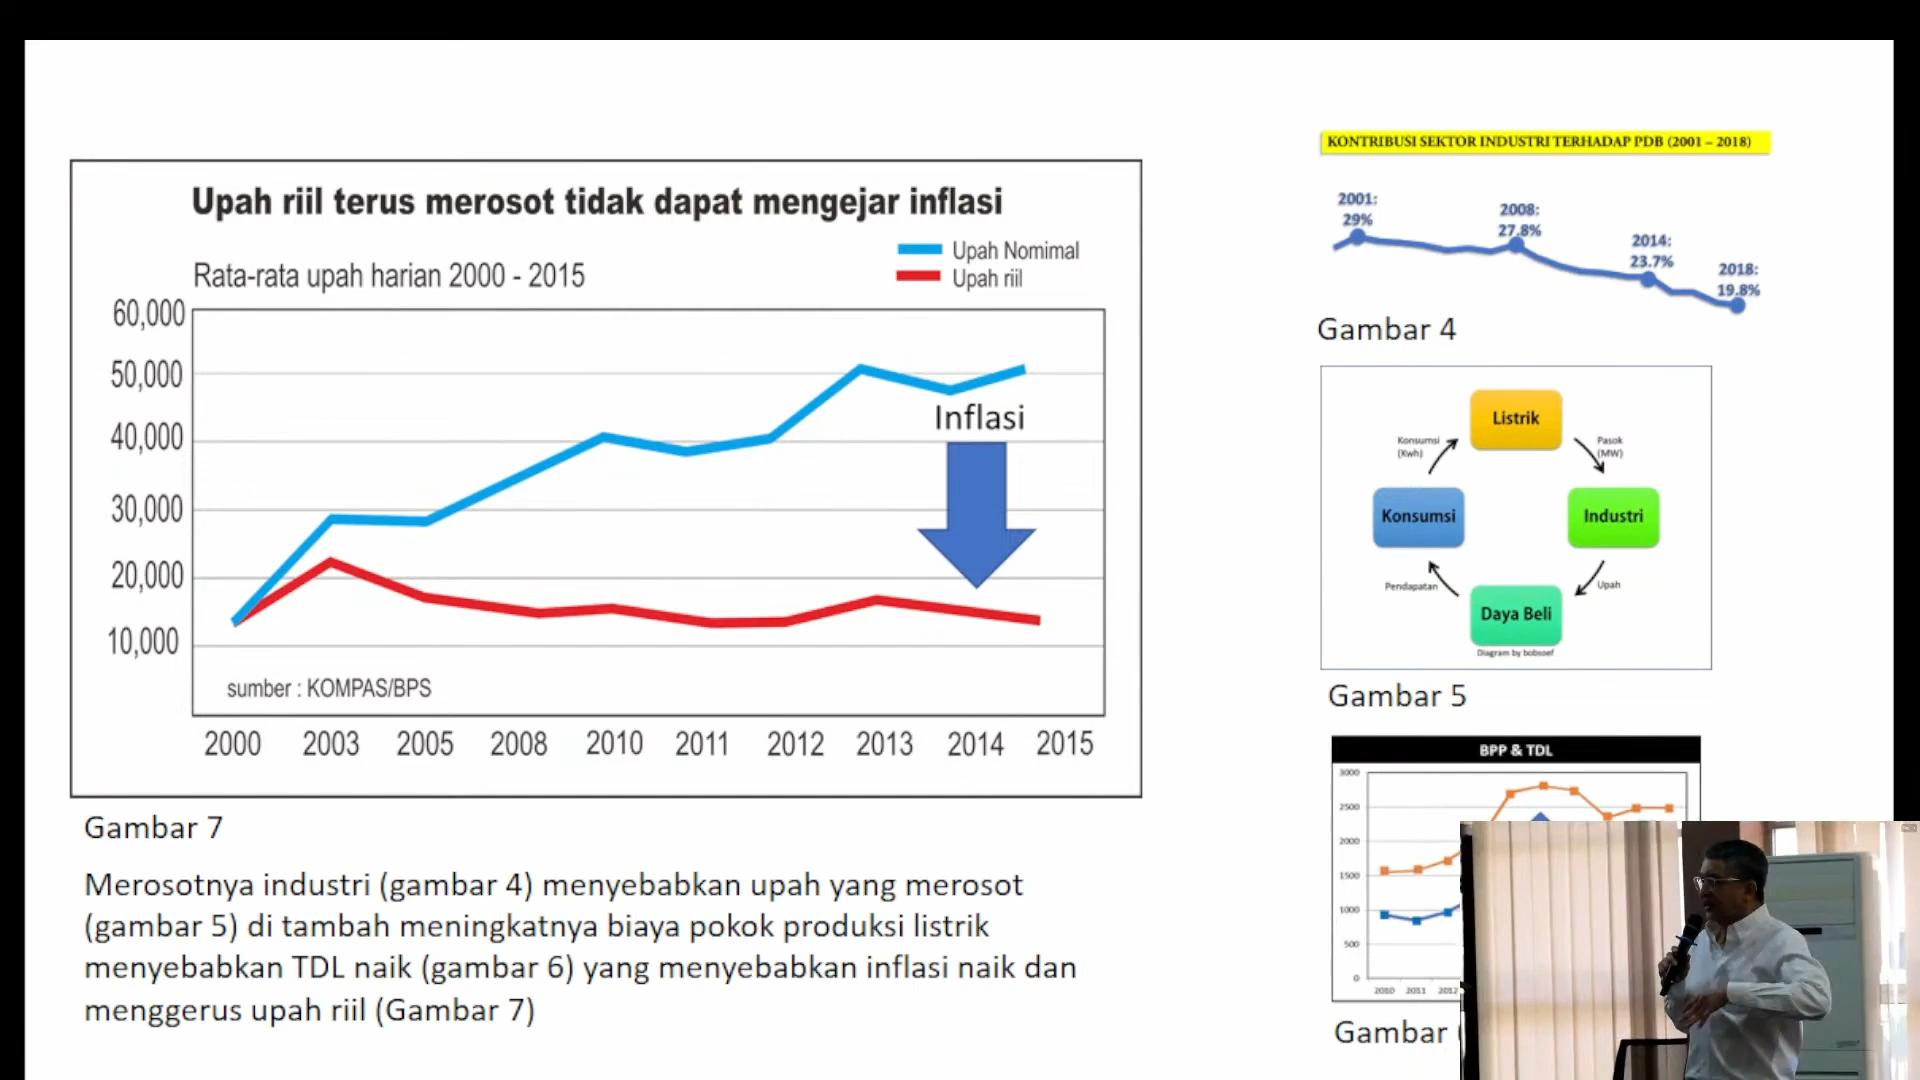 Upah riil terus merosot tidak dapat mengejar inflasi
Upah Nomimal
Upah riil
Rata-rata upah harian 2000 - 2015
60,000
50,000
40,000
30,000
20,000
10,000
Inflasi
sumber : KOMPAS/BPS
2000 2003 2005 2008 2010 2011 2012 2013 2014 2015
Gambar 7
Merosotnya industri (gambar 4) menyebabkan upah yang merosot
(gambar 5) di tambah meningkatnya biaya pokok produksi listrik
menyebabkan TDL naik (gambar 6) yang menyebabkan inflasi naik dan
menggerus upah riil (Gambar 7)
KONTRIBUSI SEKTOR INDUSTRI TERHADAP PDB (2001 – 2018)
2001:
29%
2008:
27.8%
2014:
23.7%
2018:
19.8%
Gambar 4
Listrik
Konsumsi
(Kwh)
Pasok
(MW)
Konsumsi
Industri
Pendapatan
Upah
Daya Beli
Diagram by bobsoef
Gambar 5
BPP & TDL
3000
2500
2000
1500
1000
500
0
2010 2011 2012
Gambar